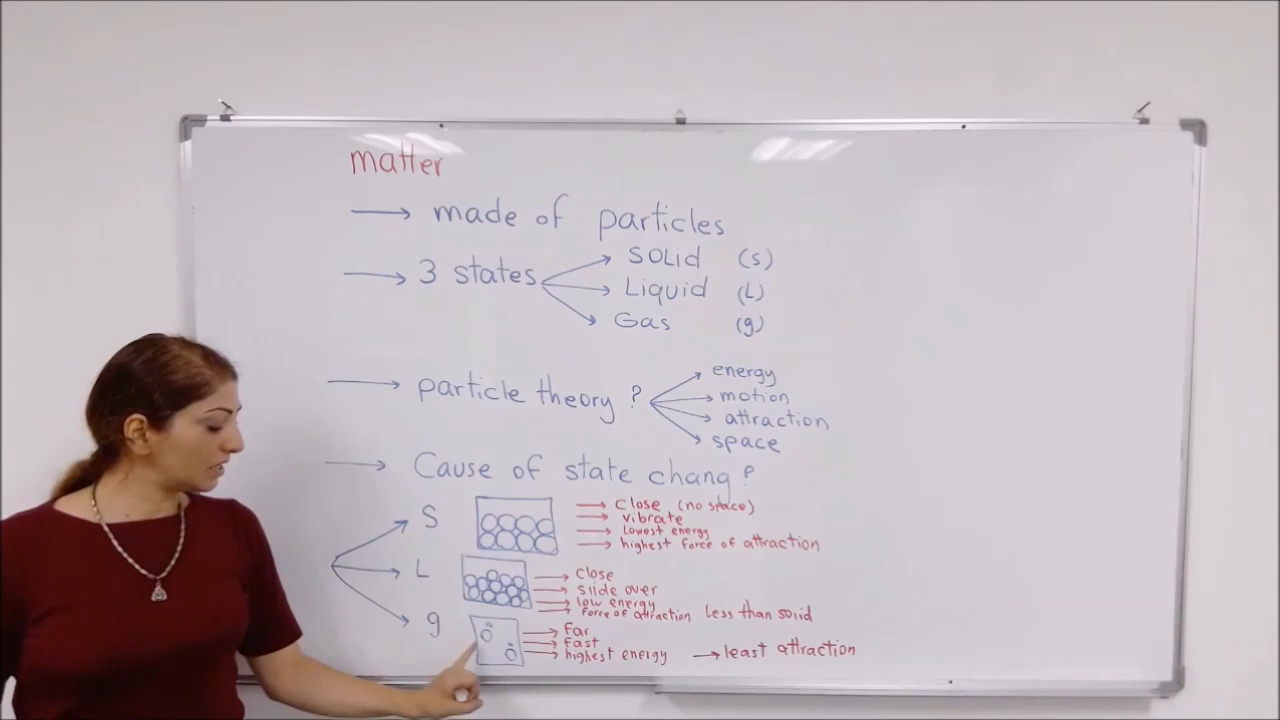 matter
→ made of particles
→ 3 states → SOLid (s)
→ Liquid (L)
→ Gas (g)
→ particle theory ? → energy
→ motion
→ attraction
→ space
→ Cause of state chang ?
→ S → Close (no space)
→ vibrate
→ Lowest energy
→ highest force of attraction
→ L → close
→ slide over
→ low energy
→ force of attraction Less than solid
→ g → far
→ fast
→ highest energy → least attraction